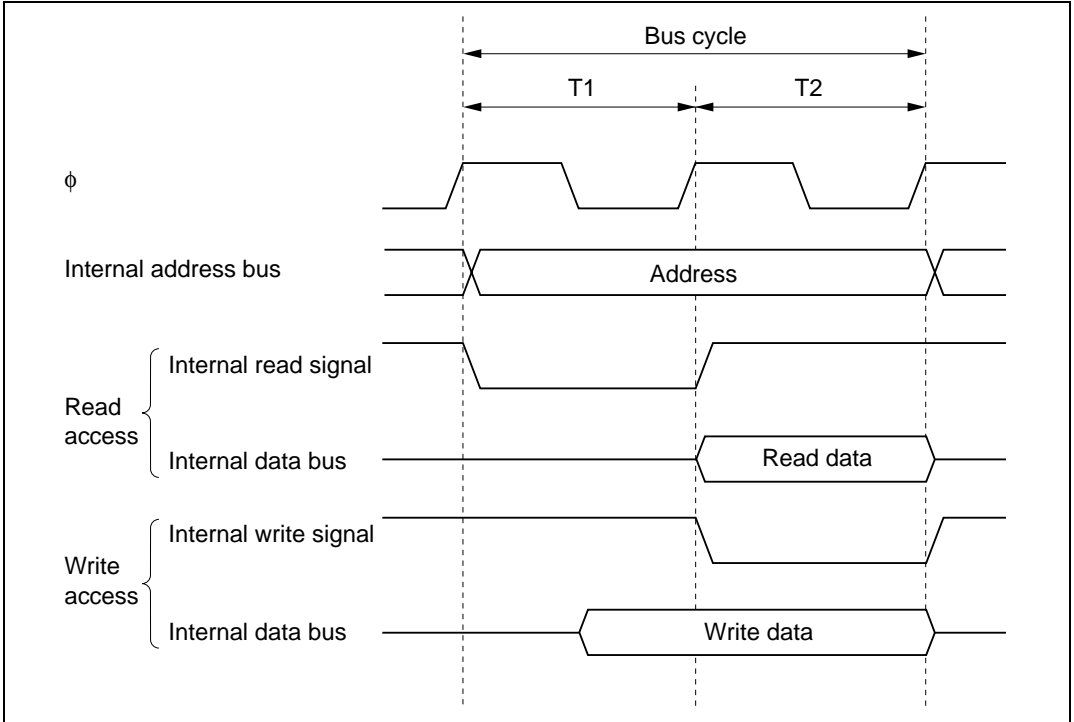 Bus cycle
T1
T2
ϕ
Internal address bus
Address
Read
access
Internal read signal
Internal data bus
Read data
Write
access
Internal write signal
Internal data bus
Write data